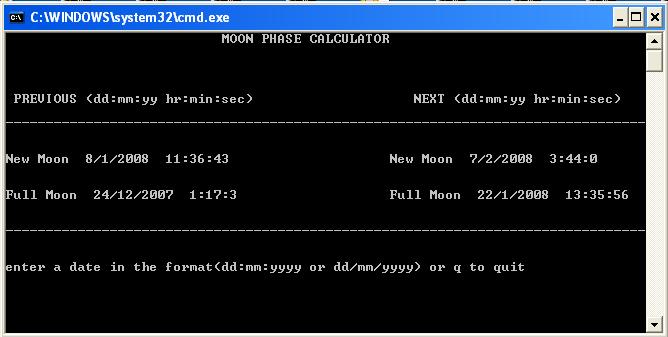 C:\WINDOWS\system32\cmd.exe
MOON PHASE CALCULATOR
PREVIOUS (dd:mm:yy hr:min:sec) NEXT (dd:mm:yy hr:min:sec)
New Moon 8/1/2008 11:36:43 New Moon 7/2/2008 3:44:0
Full Moon 24/12/2007 1:17:3 Full Moon 22/1/2008 13:35:56
enter a date in the format(dd:mm:yyyy or dd/mm/yyyy) or q to quit